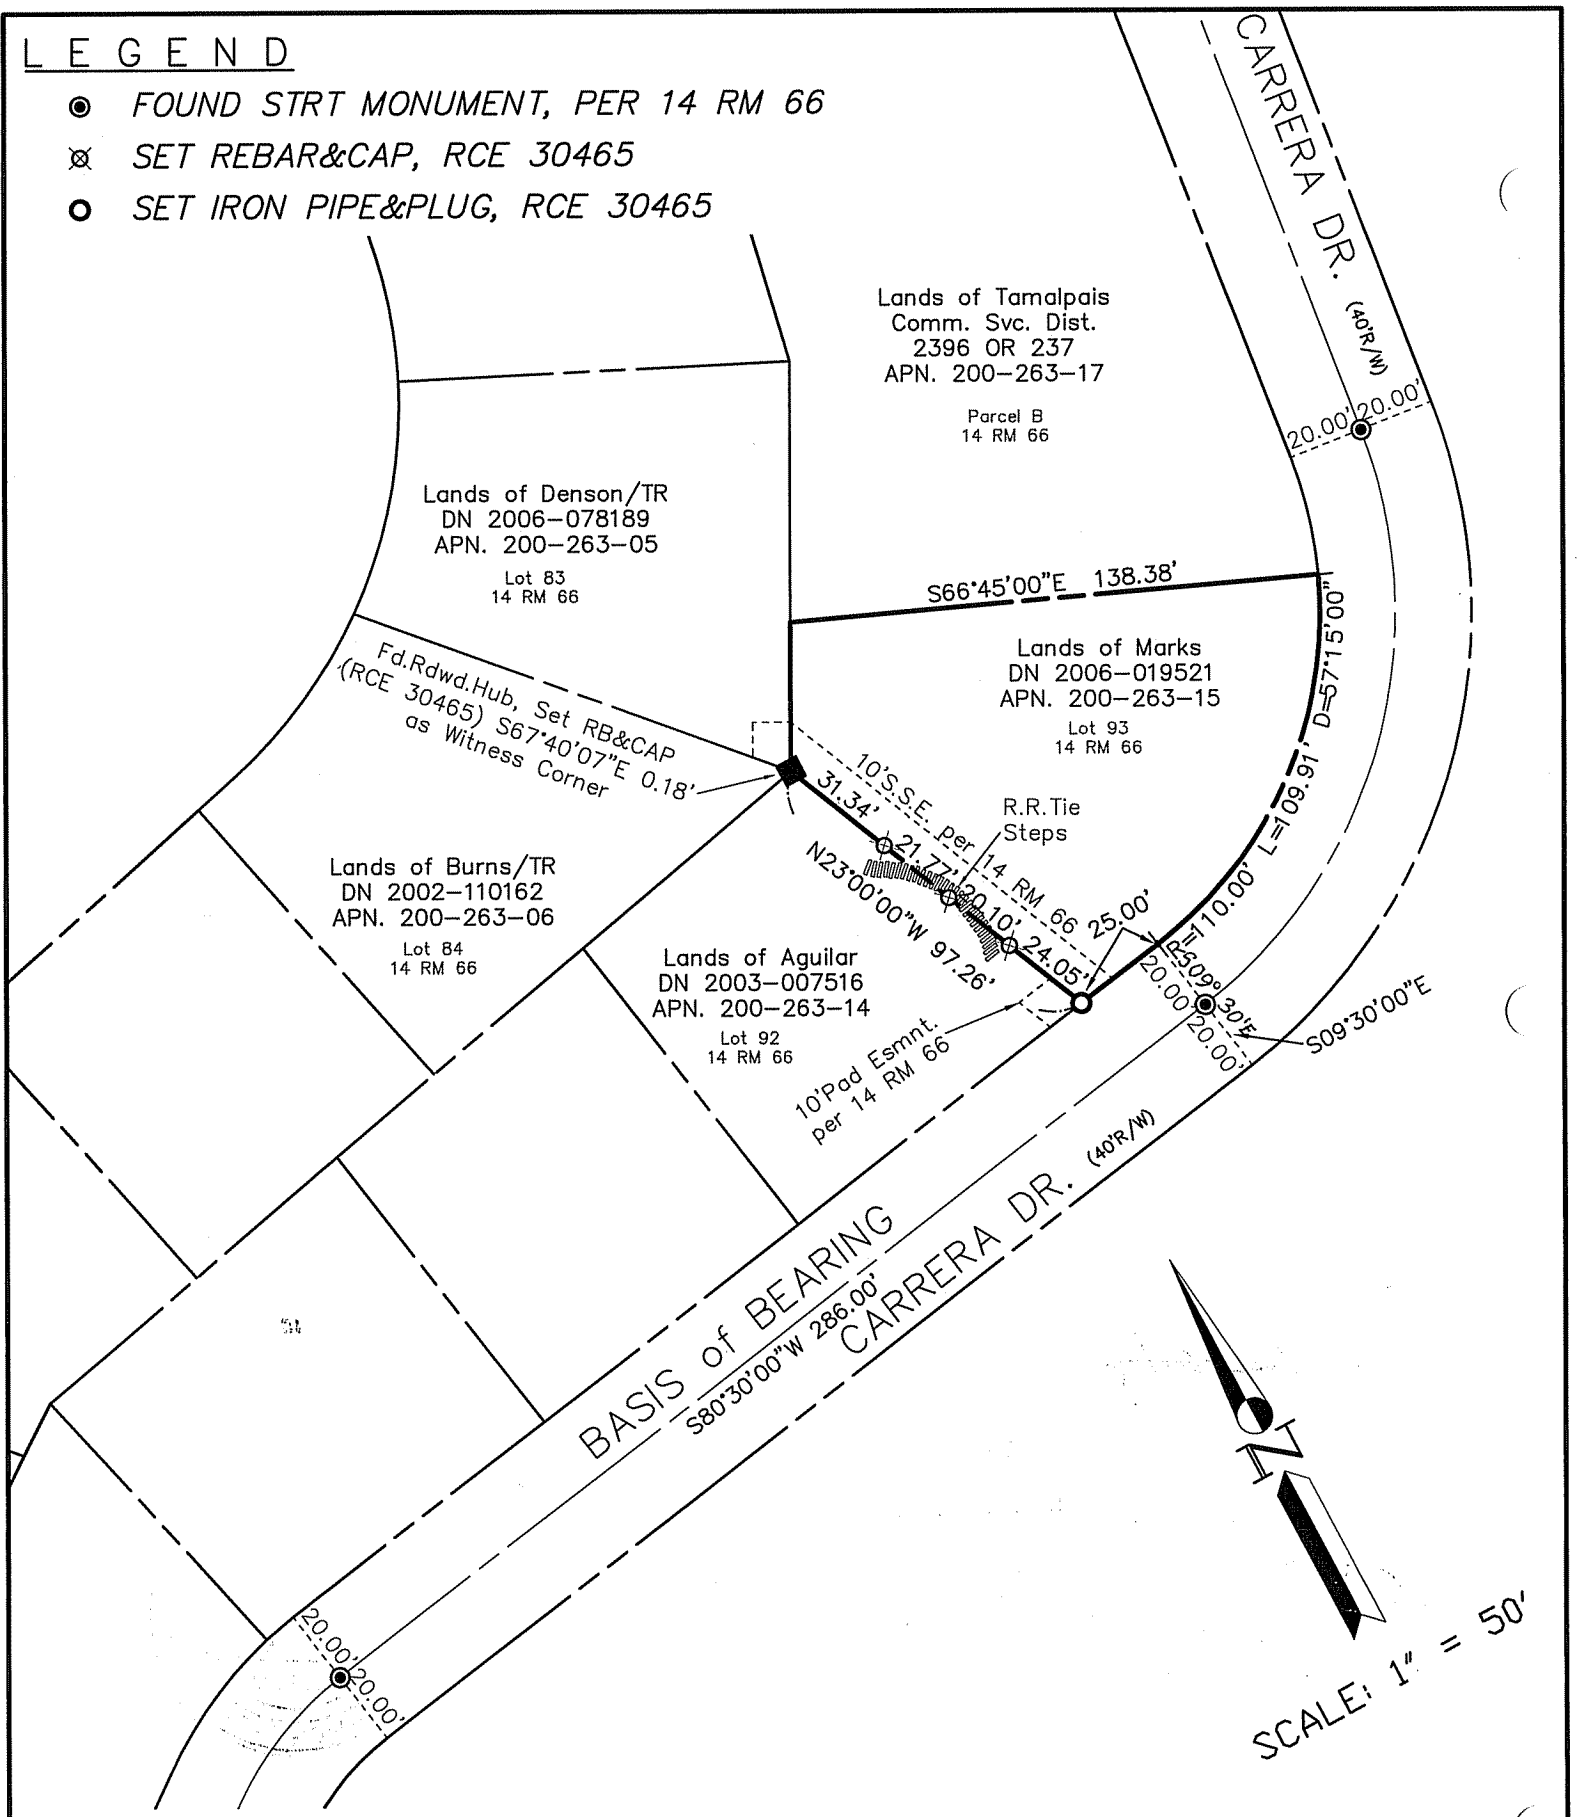 LEGEND
FOUND STRT MONUMENT, PER 14 RM 66
SET REBAR&CAP, RCE 30465
SET IRON PIPE&PLUG, RCE 30465
CARRERA DR. (40'R/W)
20.00' 20.00'
Lands of Tamalpais
Comm. Svc. Dist.
2396 OR 237
APN. 200-263-17
Parcel B
14 RM 66
Lands of Denson/TR
DN 2006-078189
APN. 200-263-05
Lot 83
14 RM 66
S66°45'00"E 138.38'
Lands of Marks
DN 2006-019521
APN. 200-263-15
Lot 93
14 RM 66
R=110.00' L=109.91' D=57°15'00"
Fd.Rdwd.Hub, Set RB&CAP
(RCE 30465) S67°40'07"E 0.18'
as Witness Corner
10'S.S.E. per 14 RM 66
31.34'
21.77'
20.10'
24.05'
25.00'
R.R.Tie
Steps
N23°00'00"W 97.26'
Lands of Burns/TR
DN 2002-110162
APN. 200-263-06
Lot 84
14 RM 66
Lands of Aguilar
DN 2003-007516
APN. 200-263-14
Lot 92
14 RM 66
10'Pad Esmnt.
per 14 RM 66
20.00' 20.00'
S09°30'E
S09°30'00"E
BASIS of BEARING
S80°30'00"W 286.00'
CARRERA DR. (40'R/W)
20.00' 20.00'
N
SCALE: 1" = 50'